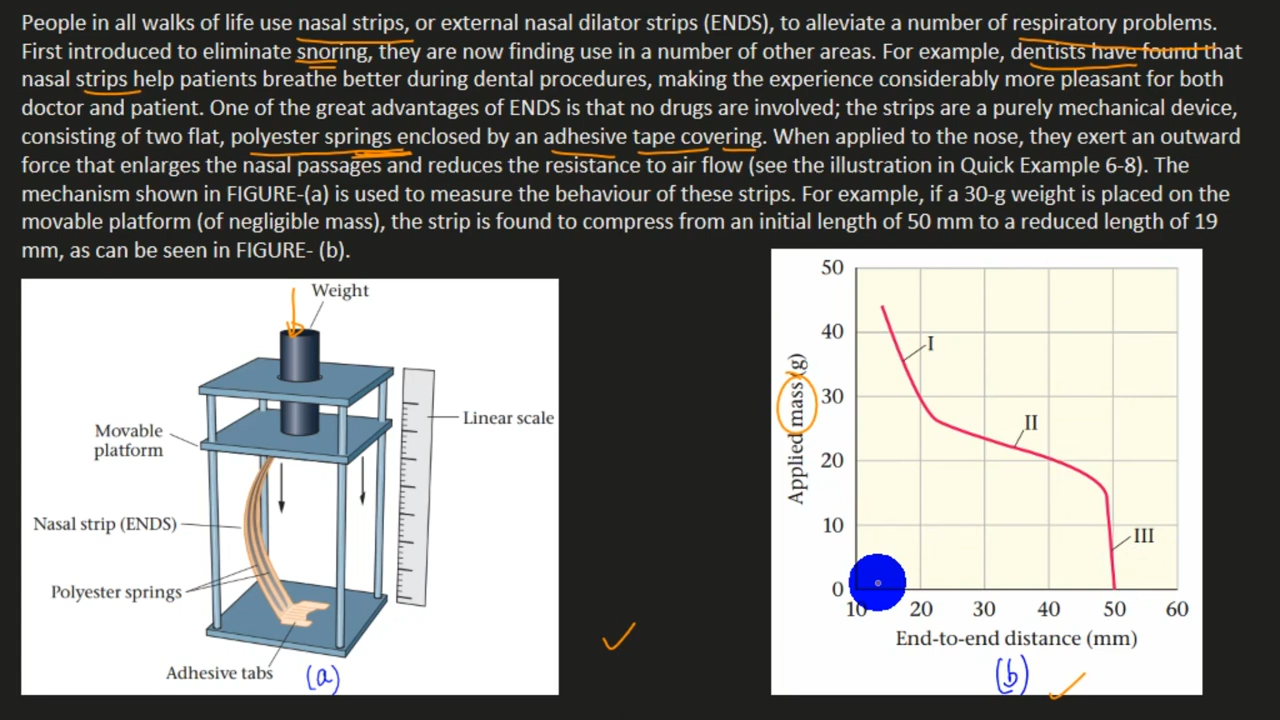 People in all walks of life use nasal strips, or external nasal dilator strips (ENDS), to alleviate a number of respiratory problems.
First introduced to eliminate snoring, they are now finding use in a number of other areas. For example, dentists have found that
nasal strips help patients breathe better during dental procedures, making the experience considerably more pleasant for both
doctor and patient. One of the great advantages of ENDS is that no drugs are involved; the strips are a purely mechanical device,
consisting of two flat, polyester springs enclosed by an adhesive tape covering. When applied to the nose, they exert an outward
force that enlarges the nasal passages and reduces the resistance to air flow (see the illustration in Quick Example 6-8). The
mechanism shown in FIGURE-(a) is used to measure the behaviour of these strips. For example, if a 30-g weight is placed on the
movable platform (of negligible mass), the strip is found to compress from an initial length of 50 mm to a reduced length of 19
mm, as can be seen in FIGURE- (b).
Weight
Linear scale
Movable
platform
Nasal strip (ENDS)
Polyester springs
Adhesive tabs
(a)
Applied mass (g)
50
40
30
20
10
0
I
II
III
10 20 30 40 50 60
End-to-end distance (mm)
(b)